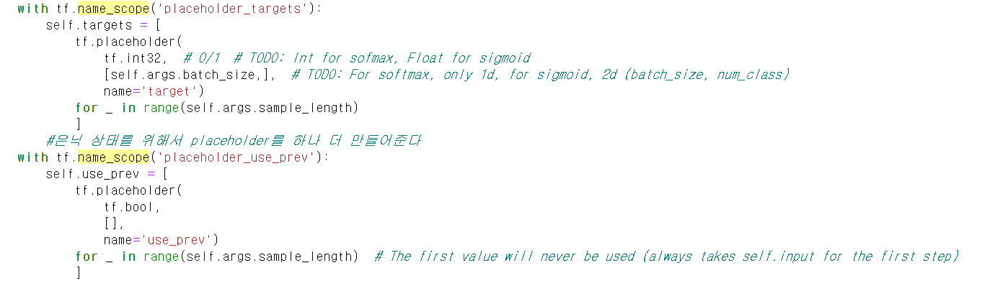 with tf.name_scope('placeholder_targets'):
    self.targets = [
        tf.placeholder(
            tf.int32,  # 0/1  # TODO: Int for sofmax, Float for sigmoid
            [self.args.batch_size,],  # TODO: For softmax, only 1d, for sigmoid, 2d (batch_size, num_class)
            name='target')
        for _ in range(self.args.sample_length)
        ]
    #은닉 상태를 위해서 placeholder를 하나 더 만들어준다
with tf.name_scope('placeholder_use_prev'):
    self.use_prev = [
        tf.placeholder(
            tf.bool,
            [],
            name='use_prev')
        for _ in range(self.args.sample_length)  # The first value will never be used (always takes self.input for the first step)
        ]